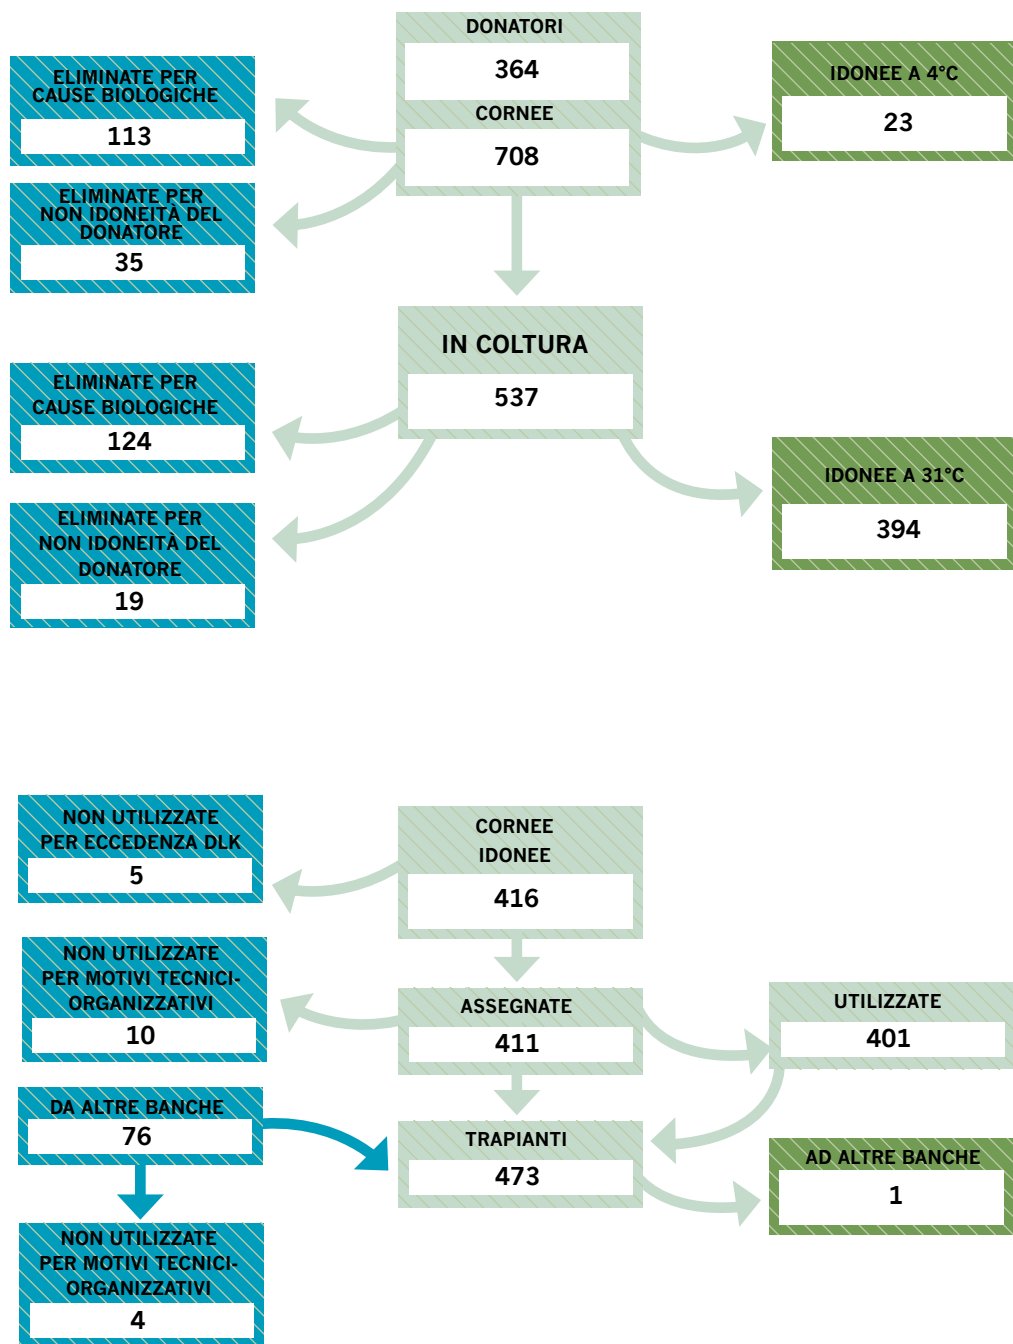 DONATORI
364
CORNEE
708
ELIMINATE PER
CAUSE BIOLOGICHE
113
ELIMINATE PER
NON IDONEITÀ DEL
DONATORE
35
IDONEE A 4°C
23
IN COLTURA
537
ELIMINATE PER
CAUSE BIOLOGICHE
124
ELIMINATE PER
NON IDONEITÀ DEL
DONATORE
19
IDONEE A 31°C
394
NON UTILIZZATE
PER ECCEDENZA DLK
5
CORNEE
IDONEE
416
NON UTILIZZATE
PER MOTIVI TECNICI-
ORGANIZZATIVI
10
ASSEGNATE
411
UTILIZZATE
401
DA ALTRE BANCHE
76
TRAPIANTI
473
AD ALTRE BANCHE
1
NON UTILIZZATE
PER MOTIVI TECNICI-
ORGANIZZATIVI
4